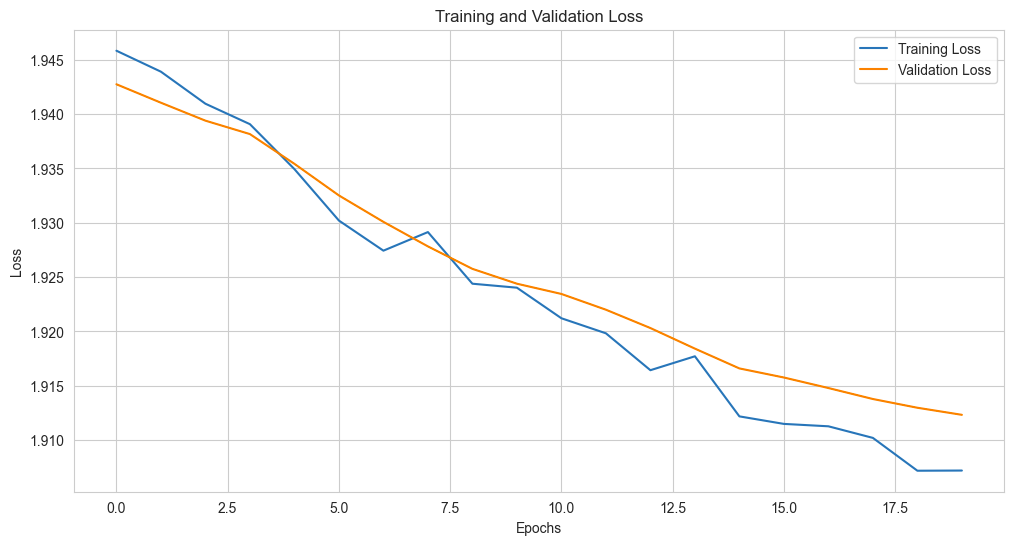 Training and Validation Loss
Training Loss
Validation Loss
Loss
1.945
1.940
1.935
1.930
1.925
1.920
1.915
1.910
0.0 2.5 5.0 7.5 10.0 12.5 15.0 17.5
Epochs